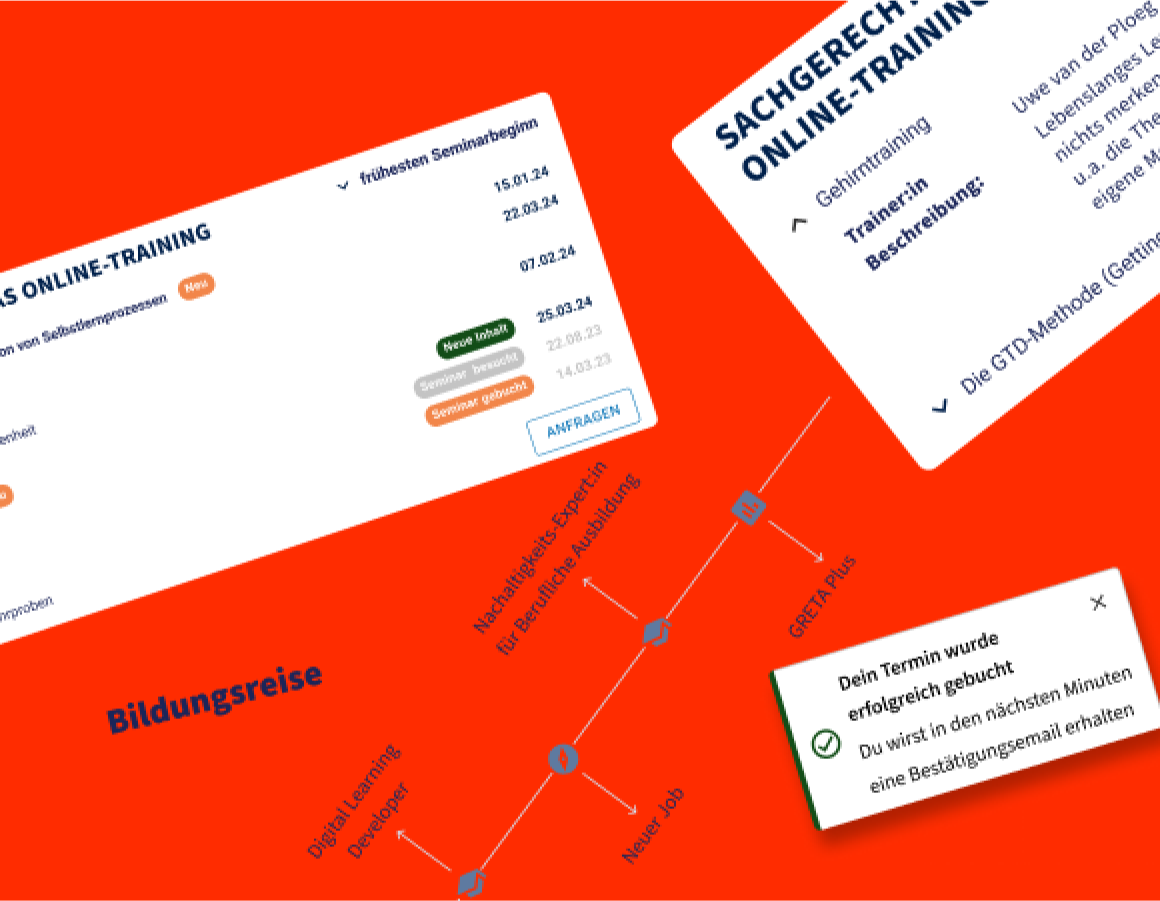 frühesten Seminarbeginn
15.01.24
22.03.24
AS ONLINE-TRAINING
on von Selbstlernprozessen Neu
07.02.24
Neue Inhalt 25.03.24
Seminar besucht 22.08.23
Seminar gebucht 14.03.23
ANFRAGEN
enheit
hrproben
SACHGERECHT
ONLINE-TRAINING
Gehirntraining
Trainer:in
Beschreibung:
Uwe van der Ploeg
Lebenslanges Le
nichts merken
u.a. die The
eigene M
Die GTD-Methode (Getting
Nachaltigkeits-Expert:in
für Berufliche Ausbildung
GRETA Plus
Bildungsreise
Digital Learning
Developer
Neuer Job
Dein Termin wurde
erfolgreich gebucht
Du wirst in den nächsten Minuten
eine Bestätigungsemail erhalten